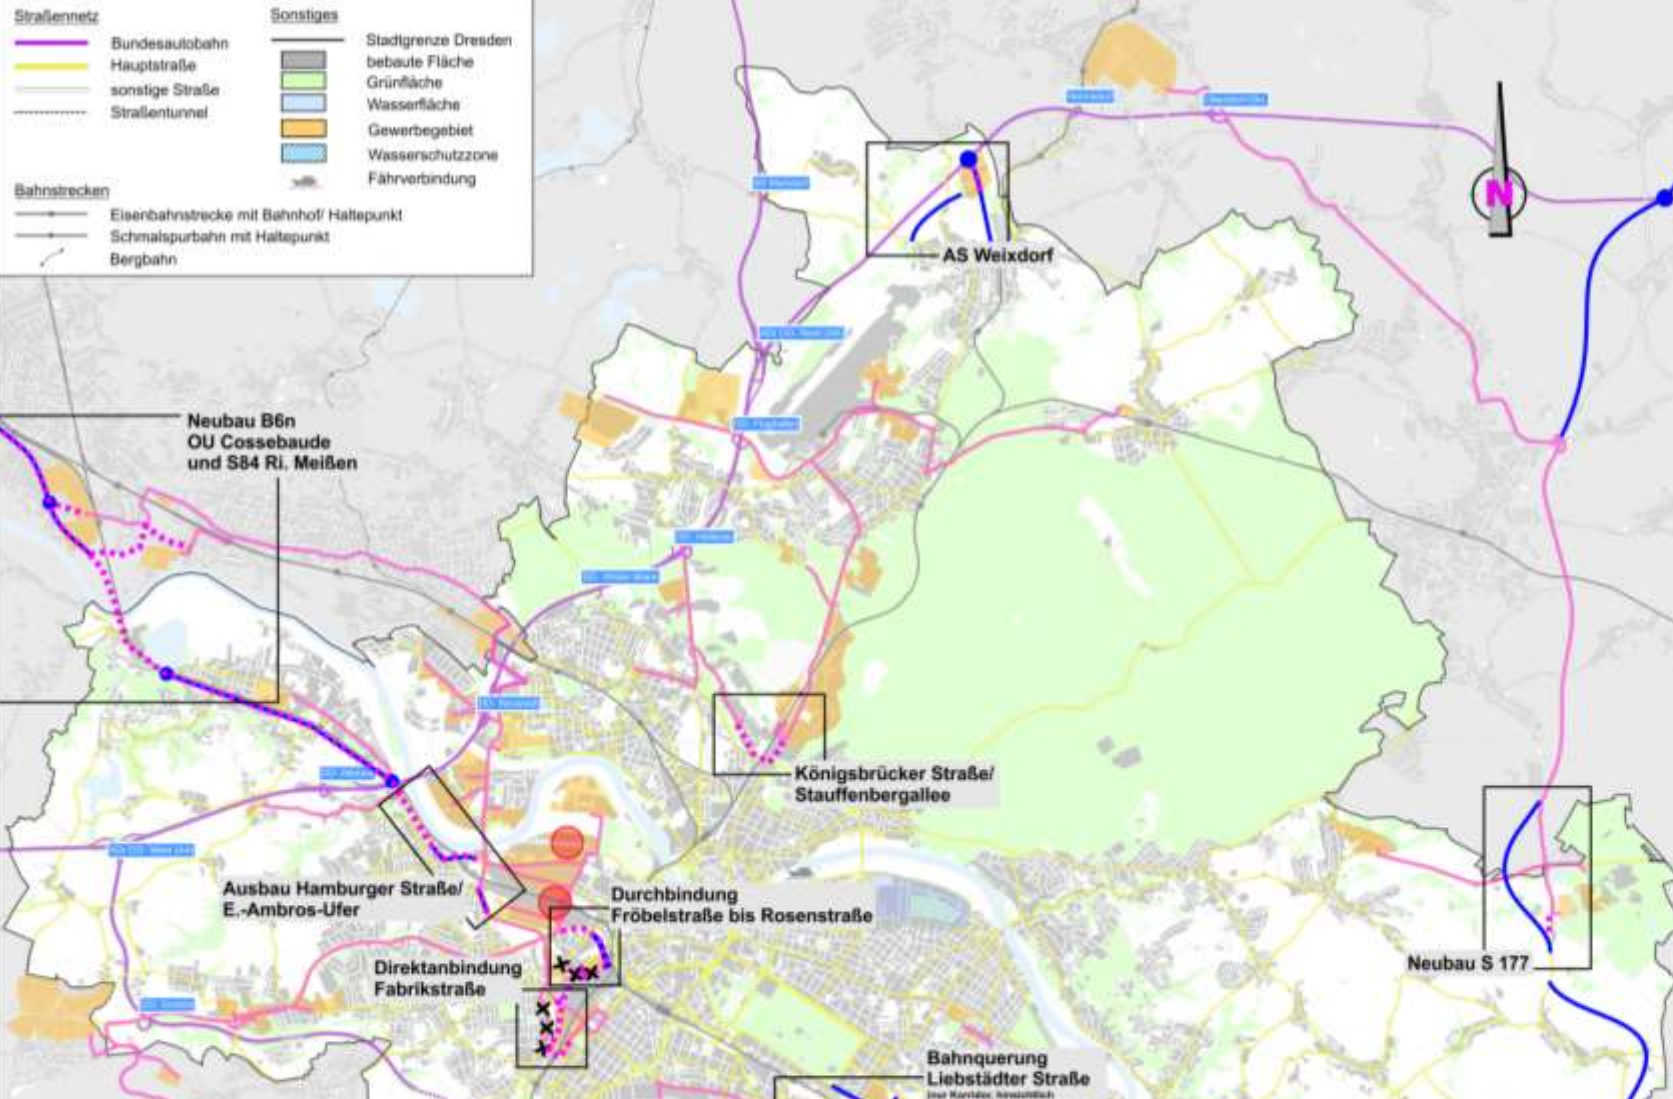 Straßennetz
Bundesautobahn
Hauptstraße
sonstige Straße
Straßentunnel
Sonstiges
Stadtgrenze Dresden
bebaute Fläche
Grünfläche
Wasserfläche
Gewerbegebiet
Wasserschutzzone
Fährverbindung
Bahnstrecken
Eisenbahnstrecke mit Bahnhof/ Haltepunkt
Schmalspurbahn mit Haltepunkt
Bergbahn
N
AS Weixdorf
Neubau B6n
OU Cossebaude
und S84 Ri. Meißen
Königsbrücker Straße/
Stauffenbergallee
Ausbau Hamburger Straße/
E.-Ambros-Ufer
Durchbindung
Fröbelstraße bis Rosenstraße
Direktanbindung
Fabrikstraße
Neubau S 177
Bahnquerung
Liebstädter Straße